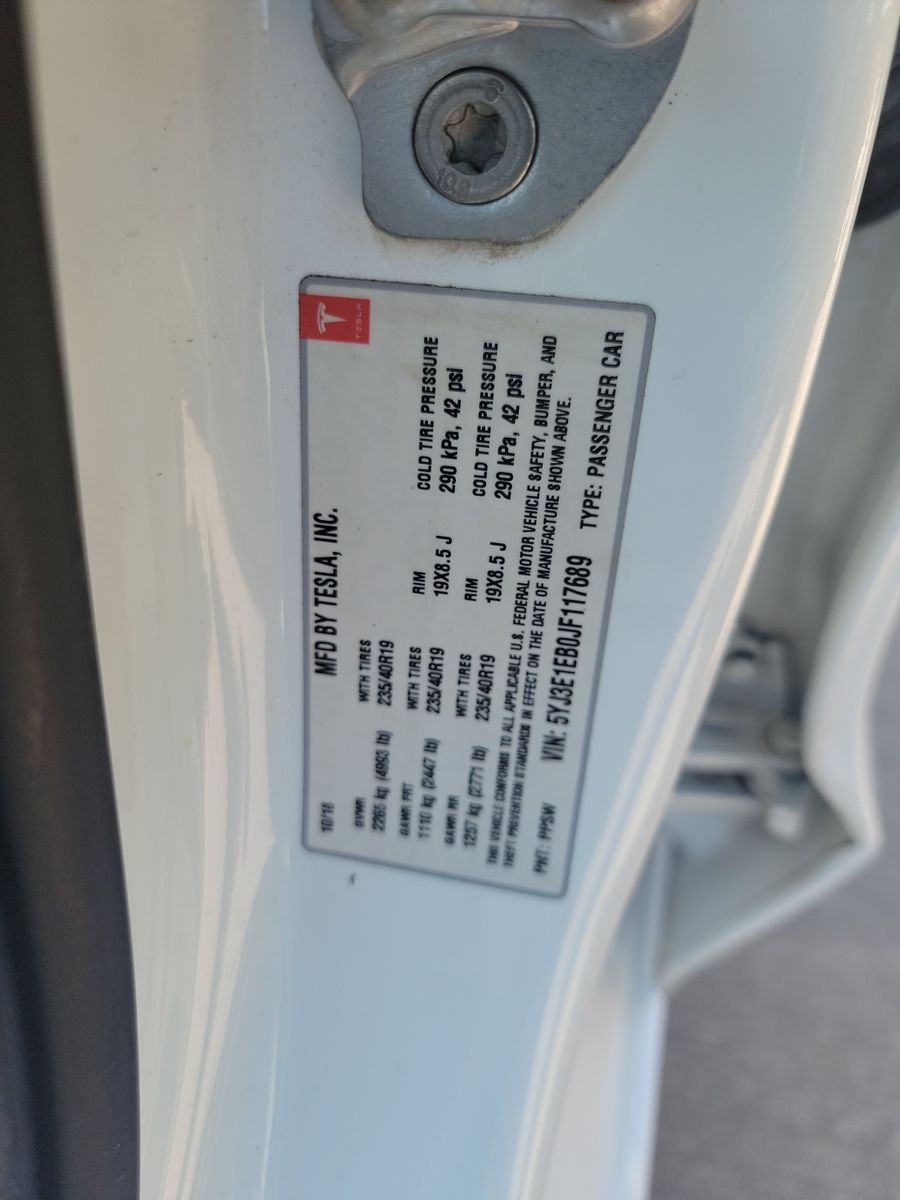 TESLA
MFD BY TESLA, INC.
10/18
GVWR
2265 kg (4993 lb)
WITH TIRES
235/40R19
GAWR FRT
1110 kg (2447 lb)
WITH TIRES
235/40R19
RIM
19X8.5 J
COLD TIRE PRESSURE
290 kPa, 42 psi
GAWR RR
1257 kg (2771 lb)
WITH TIRES
235/40R19
RIM
19X8.5 J
COLD TIRE PRESSURE
290 kPa, 42 psi
THIS VEHICLE CONFORMS TO ALL APPLICABLE U.S. FEDERAL MOTOR VEHICLE SAFETY, BUMPER, AND
THEFT PREVENTION STANDARDS IN EFFECT ON THE DATE OF MANUFACTURE SHOWN ABOVE.
PNT: PPSW VIN: 5YJ3E1EB0JF117689 TYPE: PASSENGER CAR